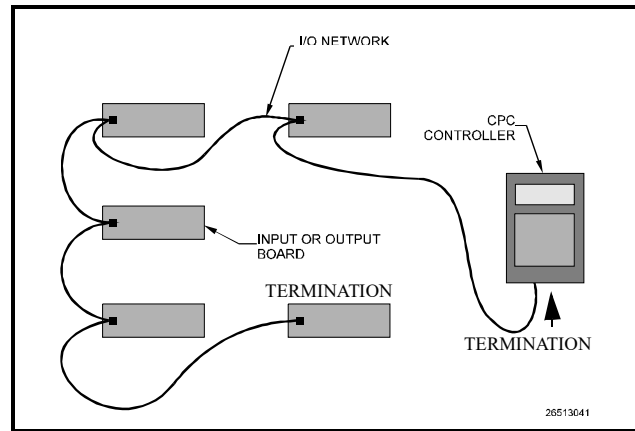 I/O NETWORK
CPC
CONTROLLER
INPUT OR OUTPUT
BOARD
TERMINATION
TERMINATION
26513041